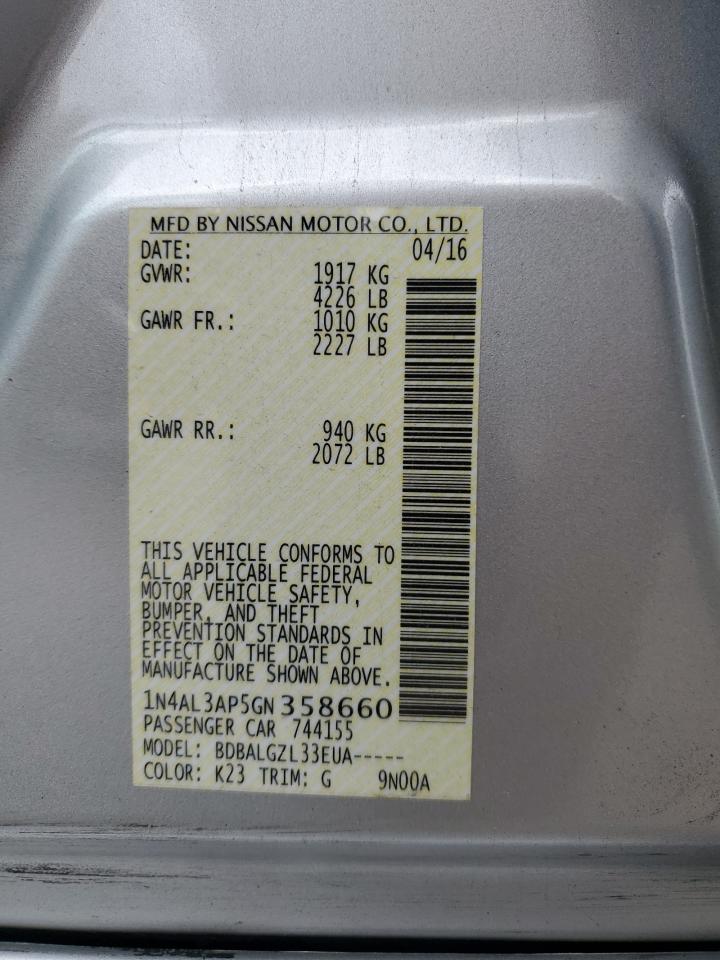 MFD BY NISSAN MOTOR CO., LTD.
DATE: 04/16
GVWR: 1917 KG
4226 LB
GAWR FR.: 1010 KG
2227 LB
GAWR RR.: 940 KG
2072 LB
THIS VEHICLE CONFORMS TO
ALL APPLICABLE FEDERAL
MOTOR VEHICLE SAFETY,
BUMPER, AND THEFT
PREVENTION STANDARDS IN
EFFECT ON THE DATE OF
MANUFACTURE SHOWN ABOVE.
1N4AL3AP5GN358660
PASSENGER CAR 744155
MODEL: BDBALGZL33EUA-----
COLOR: K23 TRIM: G 9N00A